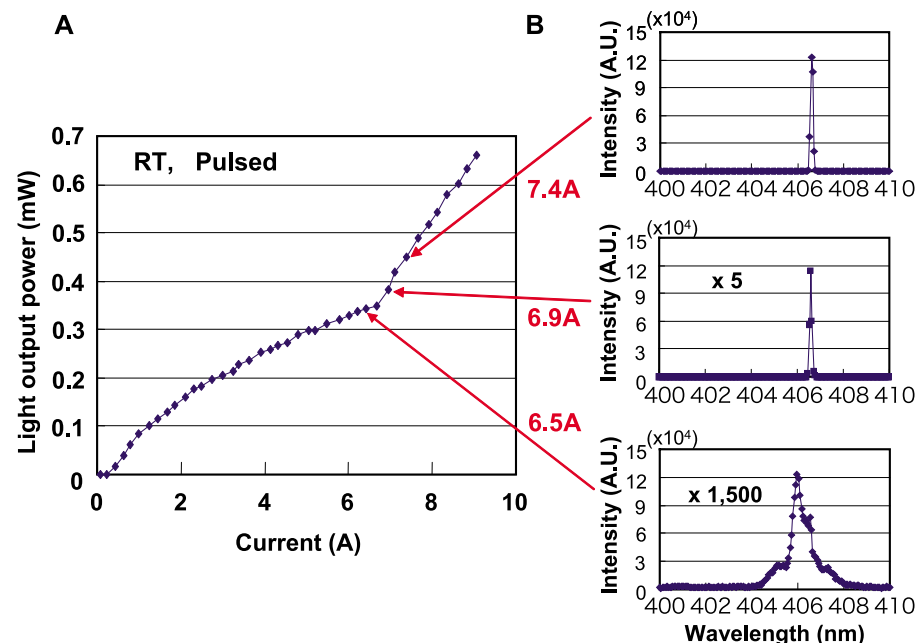 A
B
RT, Pulsed
Light output power (mW)
0.7
0.6
0.5
0.4
0.3
0.2
0.1
0
0 2 4 6 8 10
Current (A)
7.4A
6.9A
6.5A
(x10⁴)
Intensity (A.U.)
15
12
9
6
3
0
400 402 404 406 408 410
(x10⁴)
Intensity (A.U.)
x 5
15
12
9
6
3
0
400 402 404 406 408 410
(x10⁴)
Intensity (A.U.)
x 1,500
15
12
9
6
3
0
400 402 404 406 408 410
Wavelength (nm)